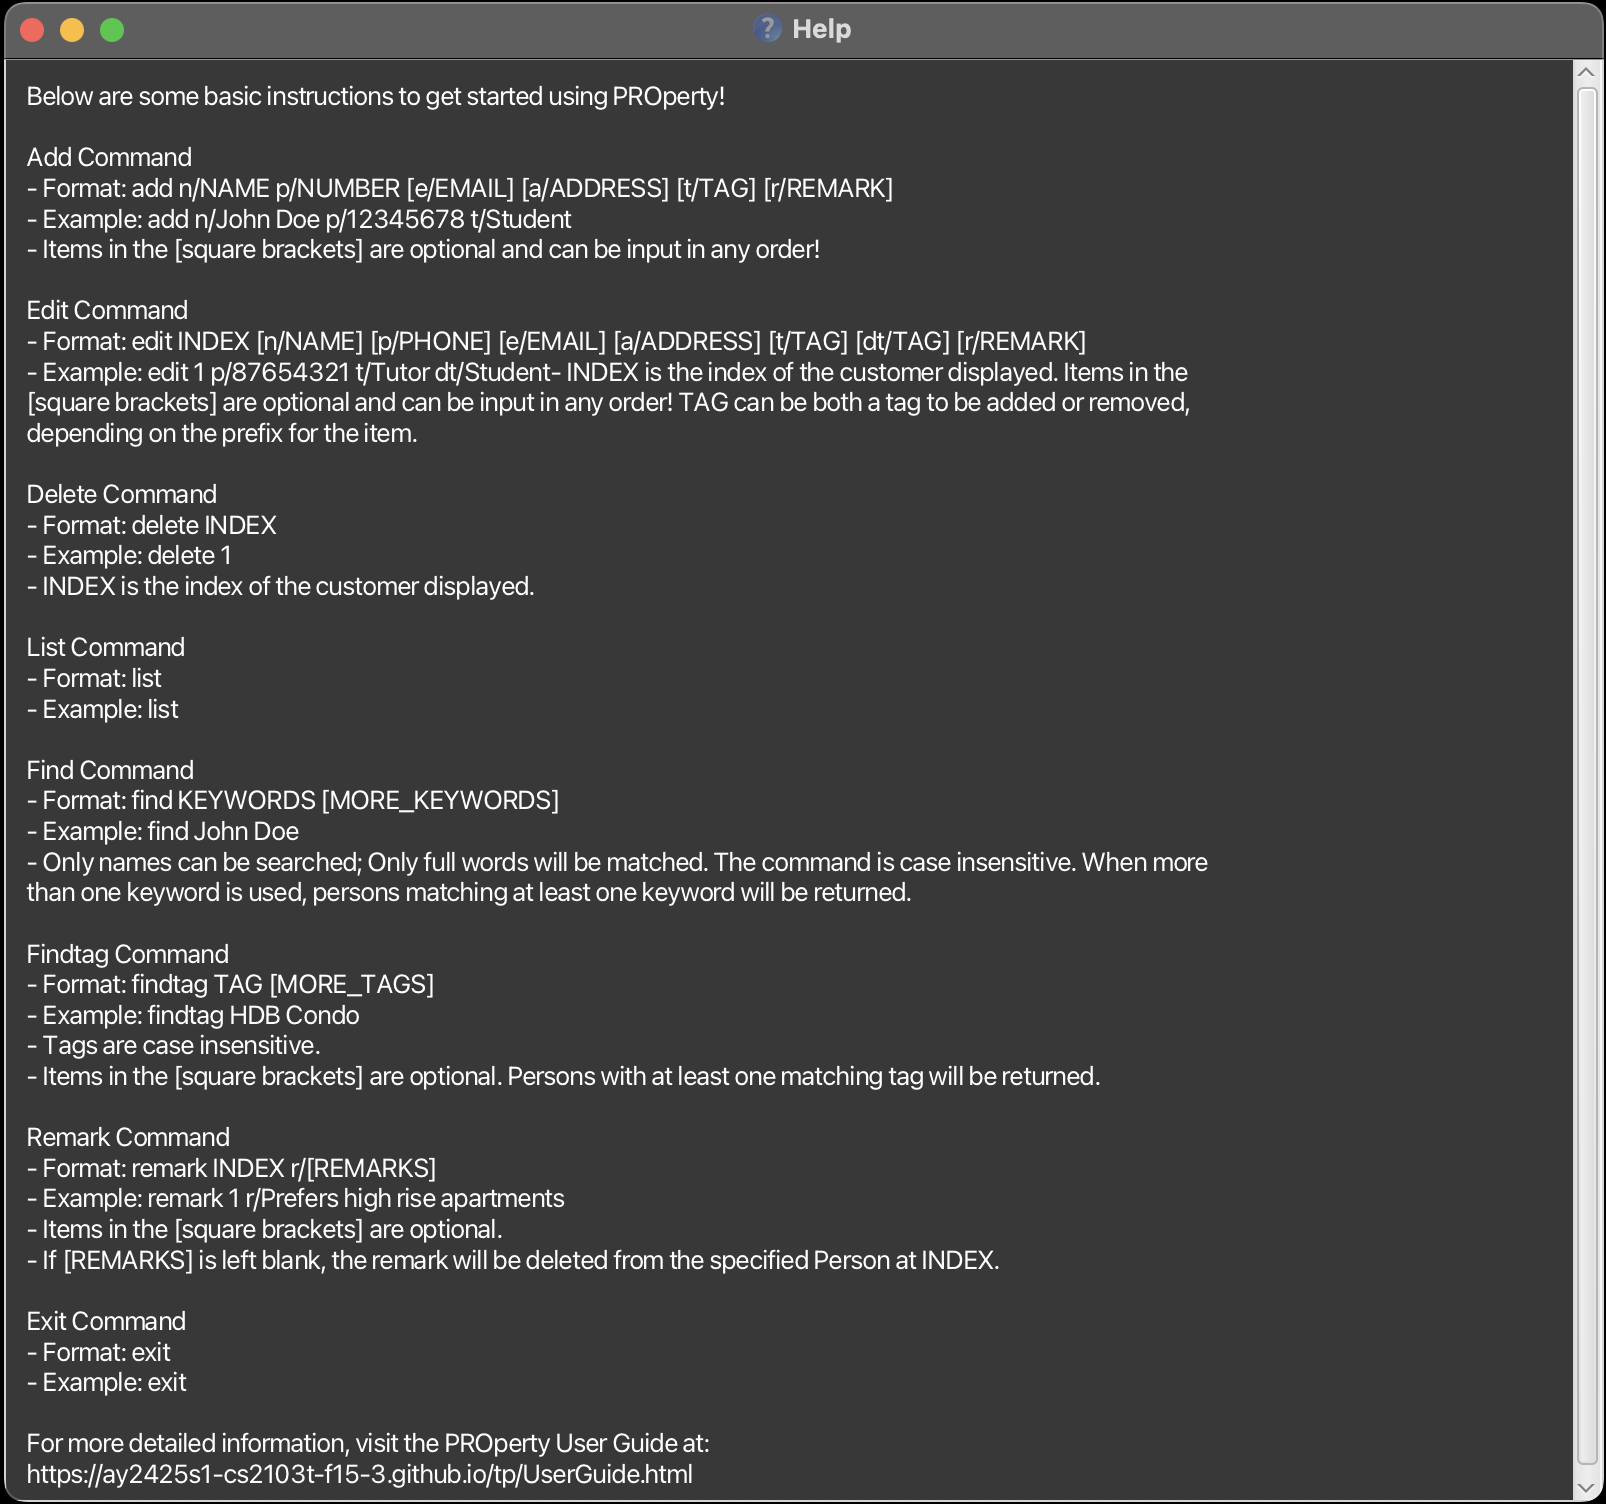 Help
Below are some basic instructions to get started using PROperty!
Add Command
- Format: add n/NAME p/NUMBER [e/EMAIL] [a/ADDRESS] [t/TAG] [r/REMARK]
- Example: add n/John Doe p/12345678 t/Student
- Items in the [square brackets] are optional and can be input in any order!
Edit Command
- Format: edit INDEX [n/NAME] [p/PHONE] [e/EMAIL] [a/ADDRESS] [t/TAG] [dt/TAG] [r/REMARK]
- Example: edit 1 p/87654321 t/Tutor dt/Student- INDEX is the index of the customer displayed. Items in the
[square brackets] are optional and can be input in any order! TAG can be both a tag to be added or removed,
depending on the prefix for the item.
Delete Command
- Format: delete INDEX
- Example: delete 1
- INDEX is the index of the customer displayed.
List Command
- Format: list
- Example: list
Find Command
- Format: find KEYWORDS [MORE_KEYWORDS]
- Example: find John Doe
- Only names can be searched; Only full words will be matched. The command is case insensitive. When more
than one keyword is used, persons matching at least one keyword will be returned.
Findtag Command
- Format: findtag TAG [MORE_TAGS]
- Example: findtag HDB Condo
- Tags are case insensitive.
- Items in the [square brackets] are optional. Persons with at least one matching tag will be returned.
Remark Command
- Format: remark INDEX r/[REMARKS]
- Example: remark 1 r/Prefers high rise apartments
- Items in the [square brackets] are optional.
- If [REMARKS] is left blank, the remark will be deleted from the specified Person at INDEX.
Exit Command
- Format: exit
- Example: exit
For more detailed information, visit the PROperty User Guide at:
https://ay2425s1-cs2103t-f15-3.github.io/tp/UserGuide.html